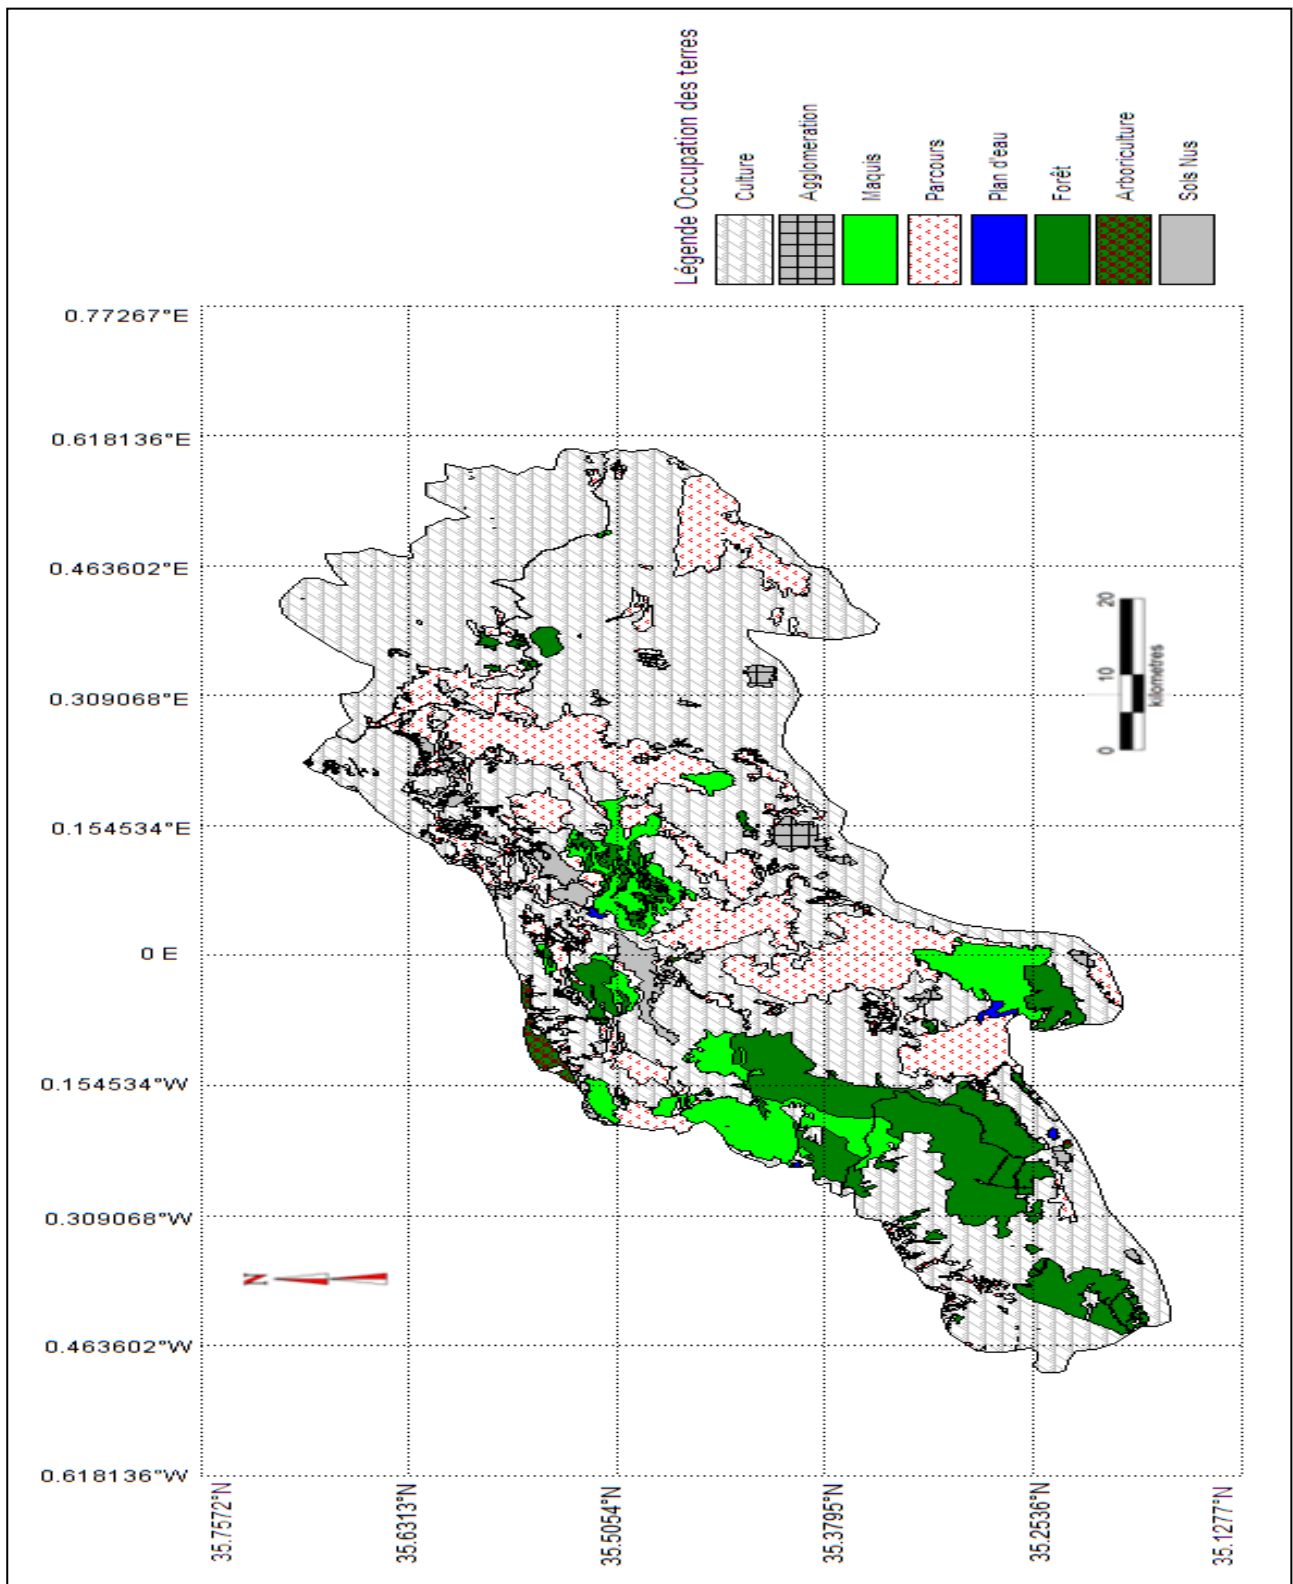 Légende Occupation des terres
Culture
Agglomeration
Maquis
Parcours
Plan d'eau
Forêt
Arboriculture
Sols Nus
0.77267°E
0.618136°E
0.463602°E
0.309068°E
0.154534°E
0 E
0.154534°W
0.309068°W
0.463602°W
0.618136°W
35.7572°N
35.6313°N
35.5054°N
35.3795°N
35.2536°N
35.1277°N
N
0 10 20
kilometres